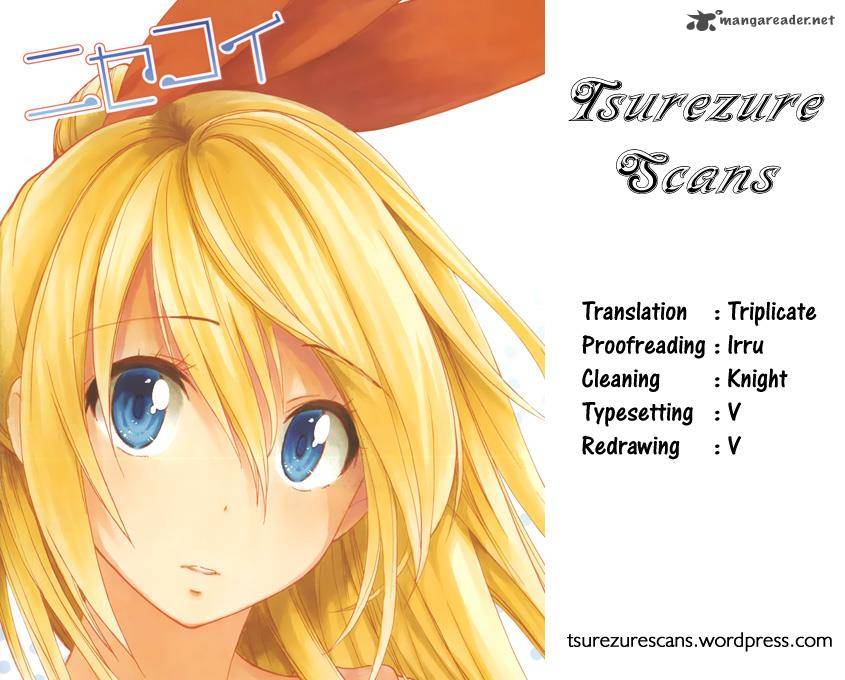 ニセコイ
mangareader.net
Tsurezure
Scans
Translation : Triplicate
Proofreading : Irru
Cleaning : Knight
Typesetting : V
Redrawing : V
tsurezurescans.wordpress.com